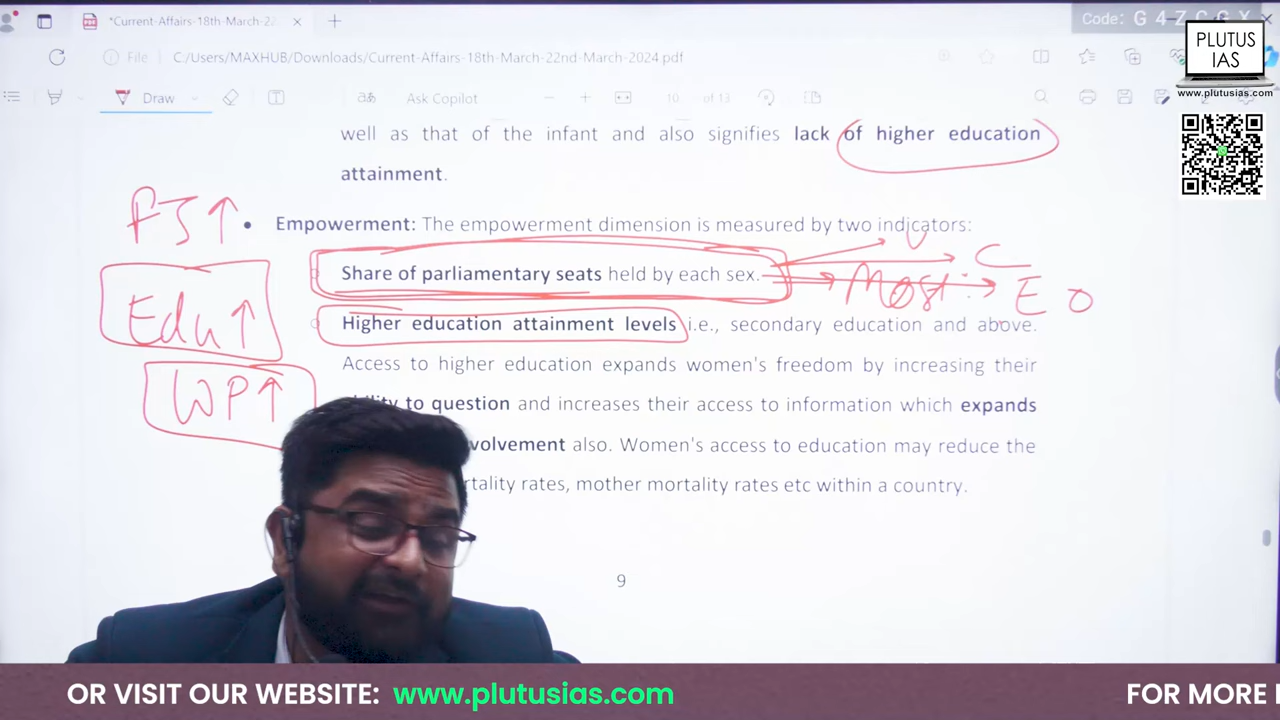 *Current-Affairs-18th-March-22
Code: G 4 Z C G X
File C:/Users/MAXHUB/Downloads/Current-Affairs-18th-March-22nd-March-2024.pdf
PLUTUS
IAS
www.plutusias.com
Draw
Ask Copilot
10 of 13
well as that of the infant and also signifies lack of higher education
attainment.
• Empowerment: The empowerment dimension is measured by two indicators:
Share of parliamentary seats held by each sex.
Higher education attainment levels i.e., secondary education and above.
Access to higher education expands women's freedom by increasing their
to question and increases their access to information which expands
volvement also. Women's access to education may reduce the
rtality rates, mother mortality rates etc within a country.
Edu ↑
WP ↑
C
Most :
E
9
OR VISIT OUR WEBSITE: www.plutusias.com
FOR MORE